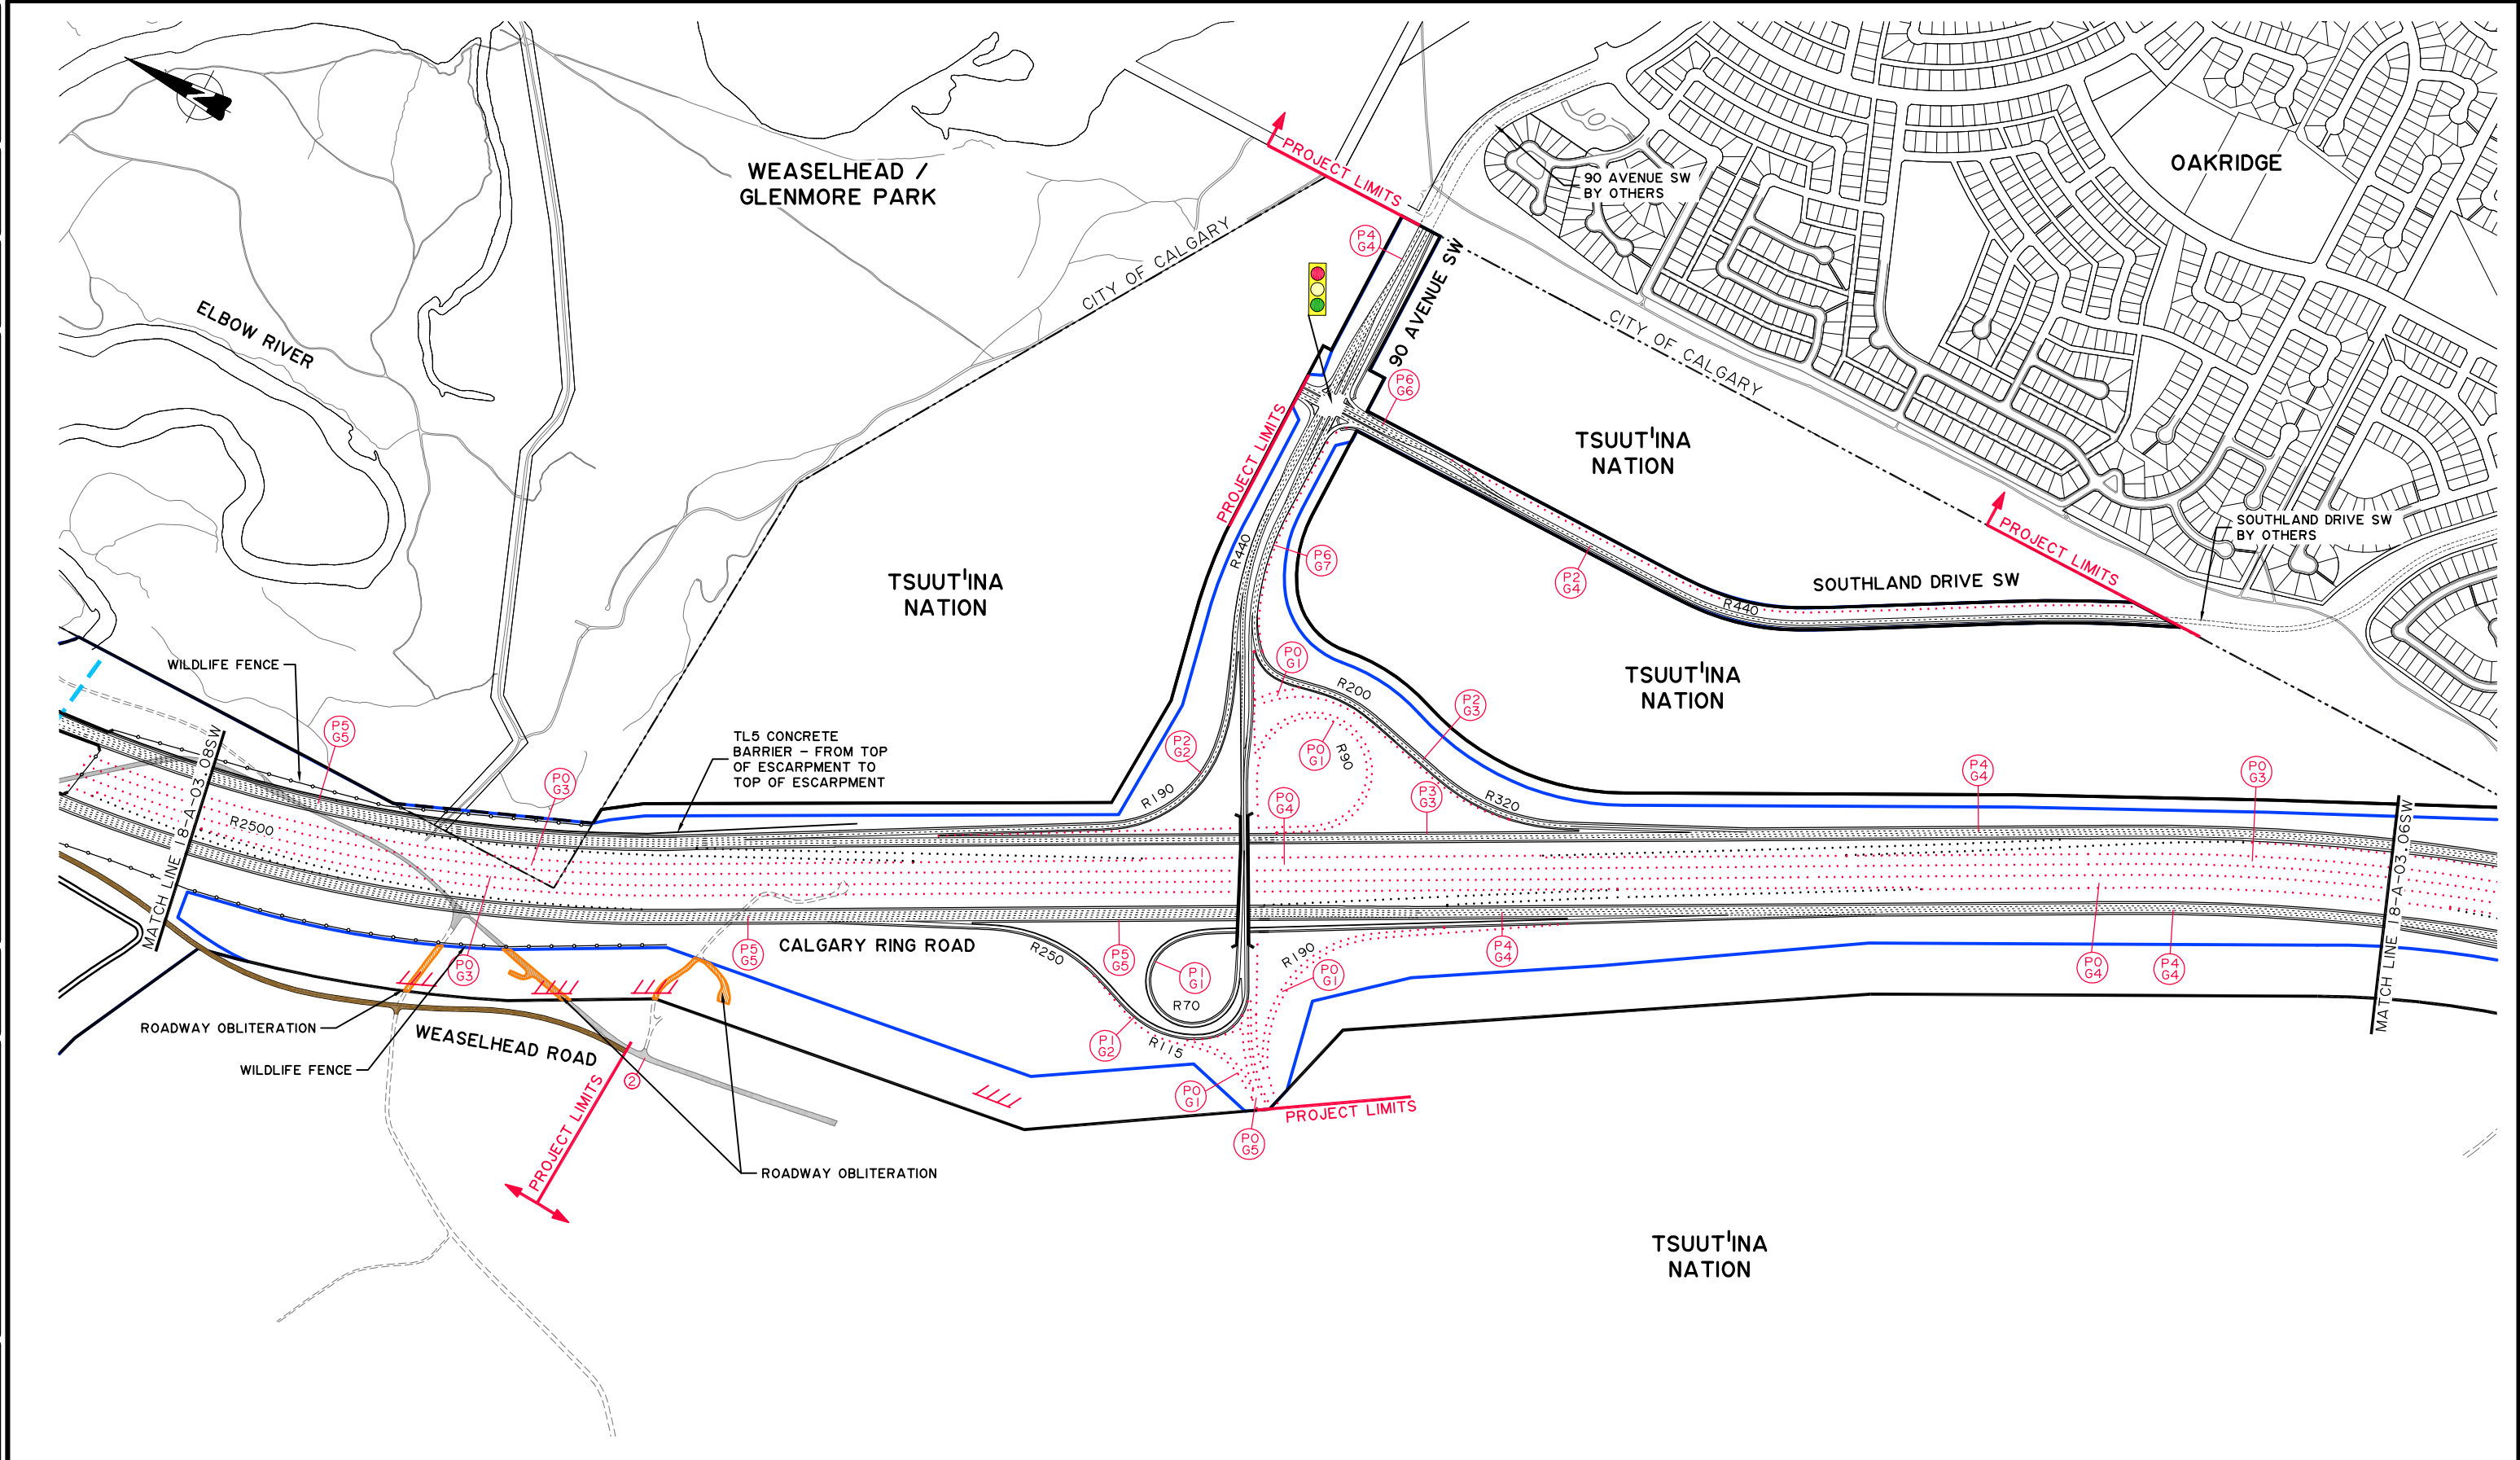 WEASELHEAD /
GLENMORE PARK
PROJECT LIMITS
90 AVENUE SW
BY OTHERS
OAKRIDGE
CITY OF CALGARY
P4
G4
90 AVENUE SW
ELBOW RIVER
CITY OF CALGARY
P6
G6
PROJECT LIMITS
TSUUT'INA
NATION
SOUTHLAND DRIVE SW
BY OTHERS
PROJECT LIMITS
R440
P6
G7
P2
G4
TSUUT'INA
NATION
SOUTHLAND DRIVE SW
R440
WILDLIFE FENCE
P0
G1
R200
TSUUT'INA
NATION
P2
G3
P5
G5
MATCH LINE 18-A-03.08SW
TL5 CONCRETE
BARRIER - FROM TOP
OF ESCARPMENT TO
TOP OF ESCARPMENT
P2
G2
P0
G1
R90
P0
G3
R190
P0
G4
P3
G3
R320
P4
G4
P0
G3
R2500
MATCH LINE 18-A-03.06SW
P0
G3
P5
G5
CALGARY RING ROAD
R250
P5
G5
P1
G1
R70
R190
P0
G1
P4
G4
P0
G4
P4
G4
ROADWAY OBLITERATION
WEASELHEAD ROAD
P1
G2
R115
WILDLIFE FENCE
2
PROJECT LIMITS
P0
G1
PROJECT LIMITS
P0
G5
ROADWAY OBLITERATION
TSUUT'INA
NATION
N